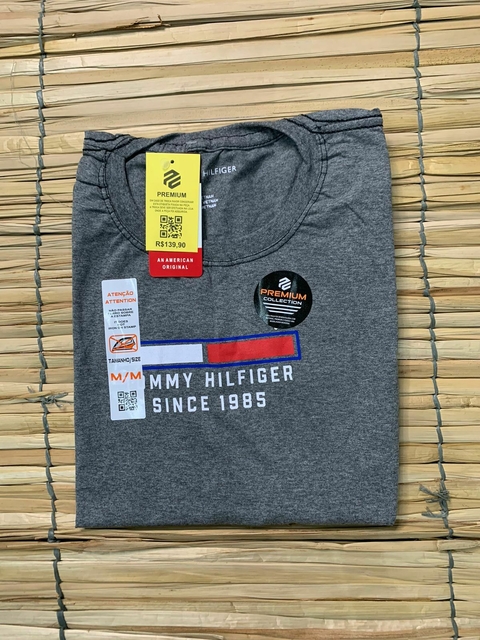 HILFIGER
PREMIUM
R$139,90
AN AMERICAN
ORIGINAL
PREMIUM
COLLECTION
ATENÇÃO
ATTENTION
TAMANHO/SIZE
M/M
MMY HILFIGER
SINCE 1985